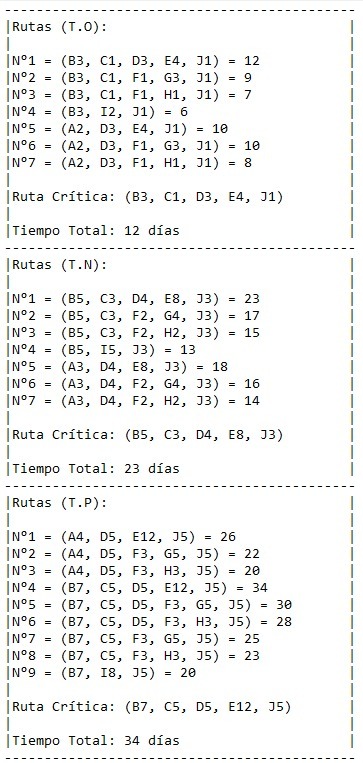 Rutas (T.O):
Nº1 = (B3, C1, D3, E4, J1) = 12
Nº2 = (B3, C1, F1, G3, J1) = 9
Nº3 = (B3, C1, F1, H1, J1) = 7
Nº4 = (B3, I2, J1) = 6
Nº5 = (A2, D3, E4, J1) = 10
Nº6 = (A2, D3, F1, G3, J1) = 10
Nº7 = (A2, D3, F1, H1, J1) = 8
Ruta Crítica: (B3, C1, D3, E4, J1)
Tiempo Total: 12 días
Rutas (T.N):
Nº1 = (B5, C3, D4, E8, J3) = 23
Nº2 = (B5, C3, F2, G4, J3) = 17
Nº3 = (B5, C3, F2, H2, J3) = 15
Nº4 = (B5, I5, J3) = 13
Nº5 = (A3, D4, E8, J3) = 18
Nº6 = (A3, D4, F2, G4, J3) = 16
Nº7 = (A3, D4, F2, H2, J3) = 14
Ruta Crítica: (B5, C3, D4, E8, J3)
Tiempo Total: 23 días
Rutas (T.P):
Nº1 = (A4, D5, E12, J5) = 26
Nº2 = (A4, D5, F3, G5, J5) = 22
Nº3 = (A4, D5, F3, H3, J5) = 20
Nº4 = (B7, C5, D5, E12, J5) = 34
Nº5 = (B7, C5, D5, F3, G5, J5) = 30
Nº6 = (B7, C5, D5, F3, H3, J5) = 28
Nº7 = (B7, C5, F3, G5, J5) = 25
Nº8 = (B7, C5, F3, H3, J5) = 23
Nº9 = (B7, I8, J5) = 20
Ruta Crítica: (B7, C5, D5, E12, J5)
Tiempo Total: 34 días